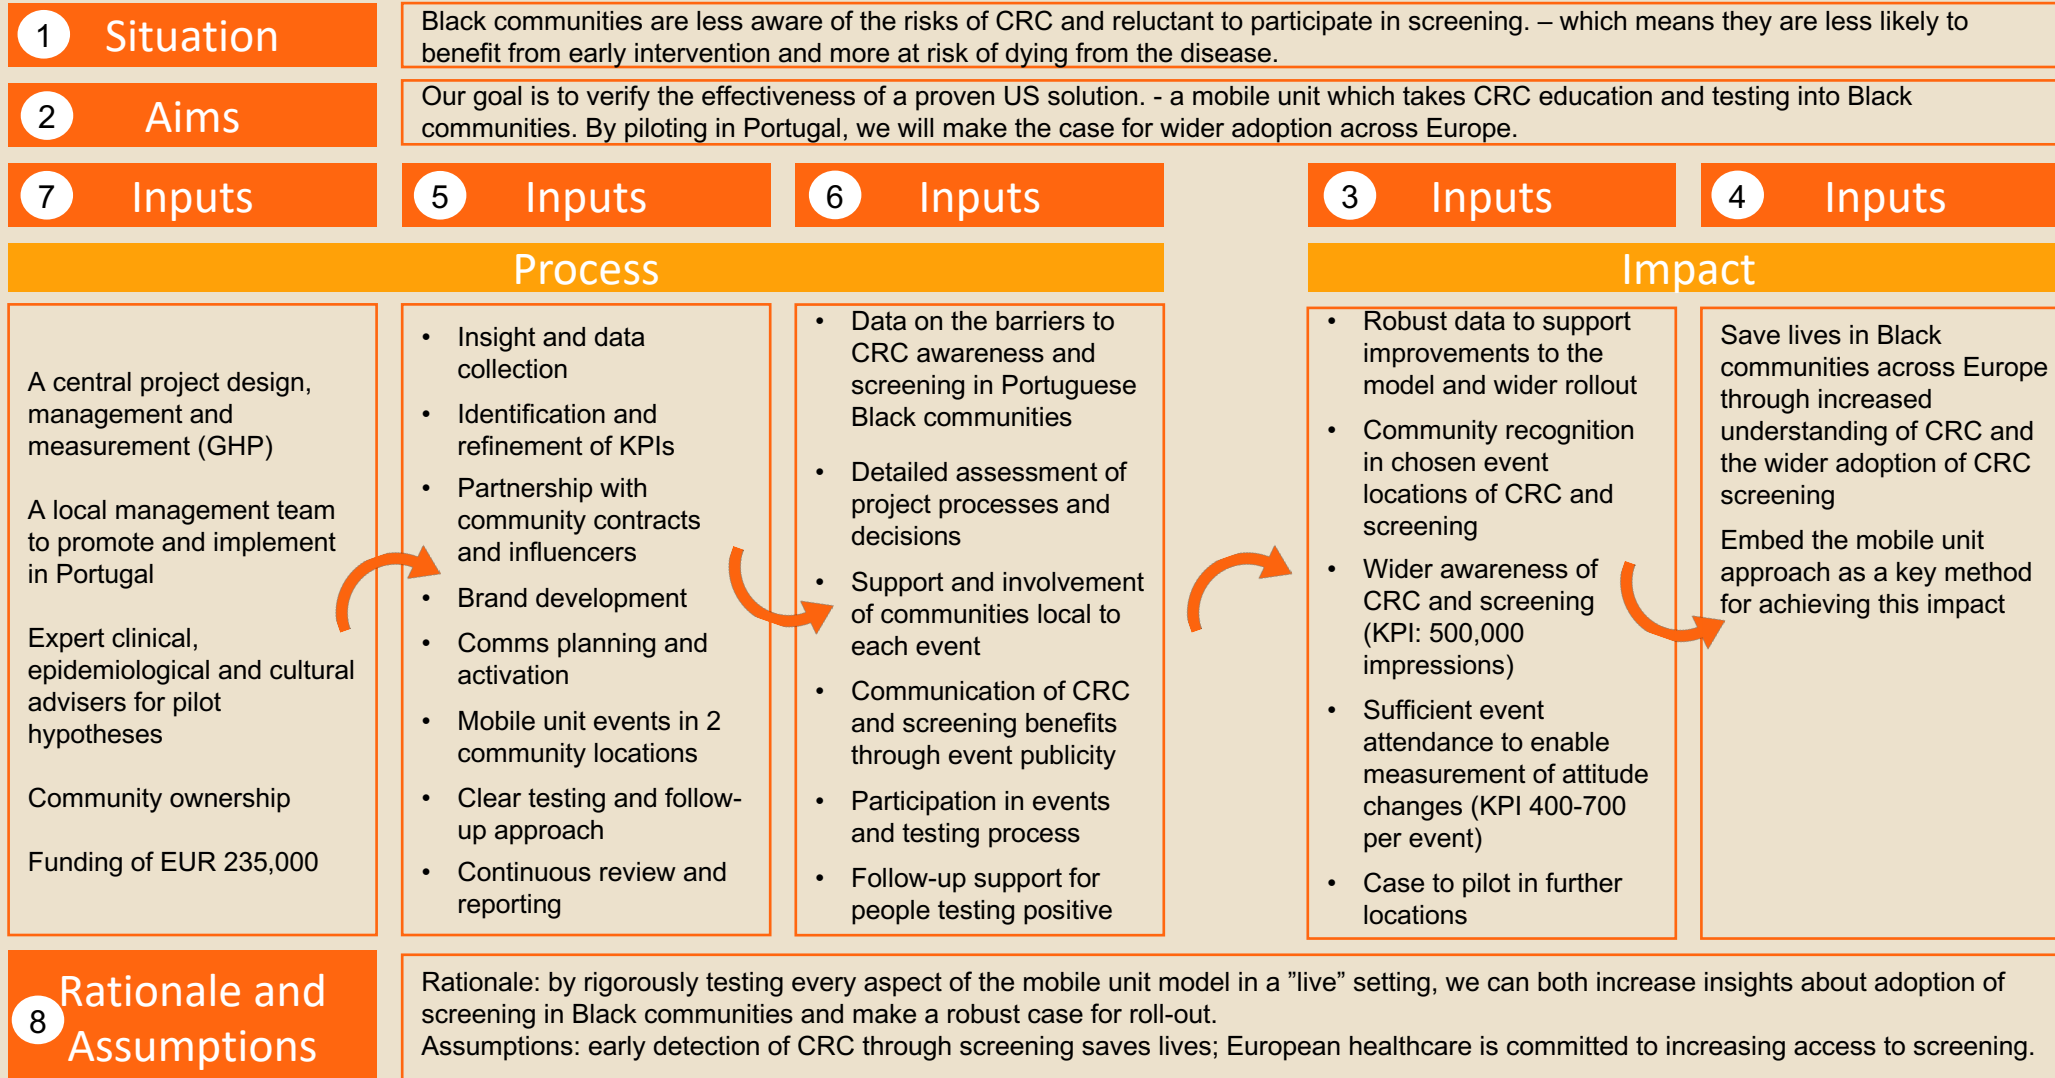 1 Situation
Black communities are less aware of the risks of CRC and reluctant to participate in screening. – which means they are less likely to
benefit from early intervention and more at risk of dying from the disease.
2 Aims
Our goal is to verify the effectiveness of a proven US solution. - a mobile unit which takes CRC education and testing into Black
communities. By piloting in Portugal, we will make the case for wider adoption across Europe.
7 Inputs
5 Inputs
6 Inputs
3 Inputs
4 Inputs
Process
Impact
A central project design,
management and
measurement (GHP)
A local management team
to promote and implement
in Portugal
Expert clinical,
epidemiological and cultural
advisers for pilot
hypotheses
Community ownership
Funding of EUR 235,000
• Insight and data
collection
• Identification and
refinement of KPIs
• Partnership with
community contracts
and influencers
• Brand development
• Comms planning and
activation
• Mobile unit events in 2
community locations
• Clear testing and follow-
up approach
• Continuous review and
reporting
• Data on the barriers to
CRC awareness and
screening in Portuguese
Black communities
• Detailed assessment of
project processes and
decisions
• Support and involvement
of communities local to
each event
• Communication of CRC
and screening benefits
through event publicity
• Participation in events
and testing process
• Follow-up support for
people testing positive
• Robust data to support
improvements to the
model and wider rollout
• Community recognition
in chosen event
locations of CRC and
screening
• Wider awareness of
CRC and screening
(KPI: 500,000
impressions)
• Sufficient event
attendance to enable
measurement of attitude
changes (KPI 400-700
per event)
• Case to pilot in further
locations
Save lives in Black
communities across Europe
through increased
understanding of CRC and
the wider adoption of CRC
screening
Embed the mobile unit
approach as a key method
for achieving this impact
8 Rationale and
Assumptions
Rationale: by rigorously testing every aspect of the mobile unit model in a ”live” setting, we can both increase insights about adoption of
screening in Black communities and make a robust case for roll-out.
Assumptions: early detection of CRC through screening saves lives; European healthcare is committed to increasing access to screening.